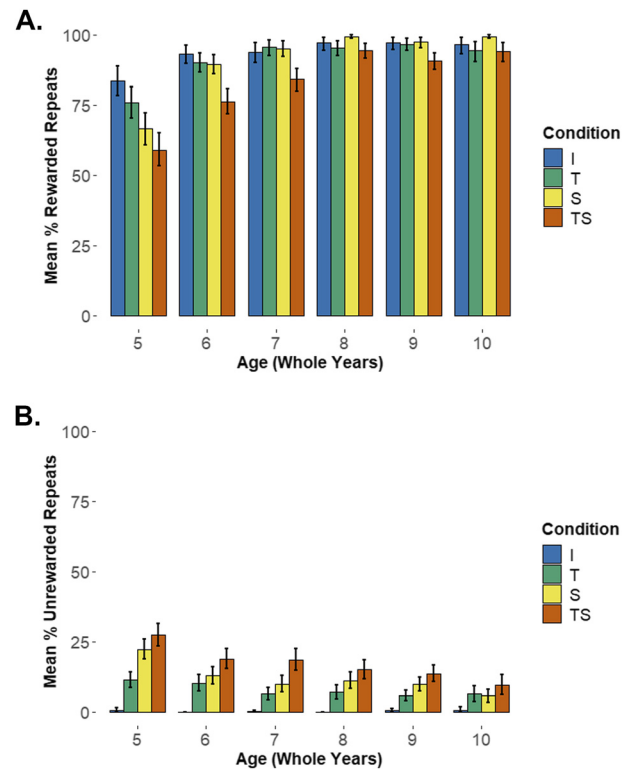 A.
100
75
50
25
0
Mean % Rewarded Repeats
5 6 7 8 9 10
Age (Whole Years)
Condition
I
T
S
TS
B.
100
75
50
25
0
Mean % Unrewarded Repeats
5 6 7 8 9 10
Age (Whole Years)
Condition
I
T
S
TS